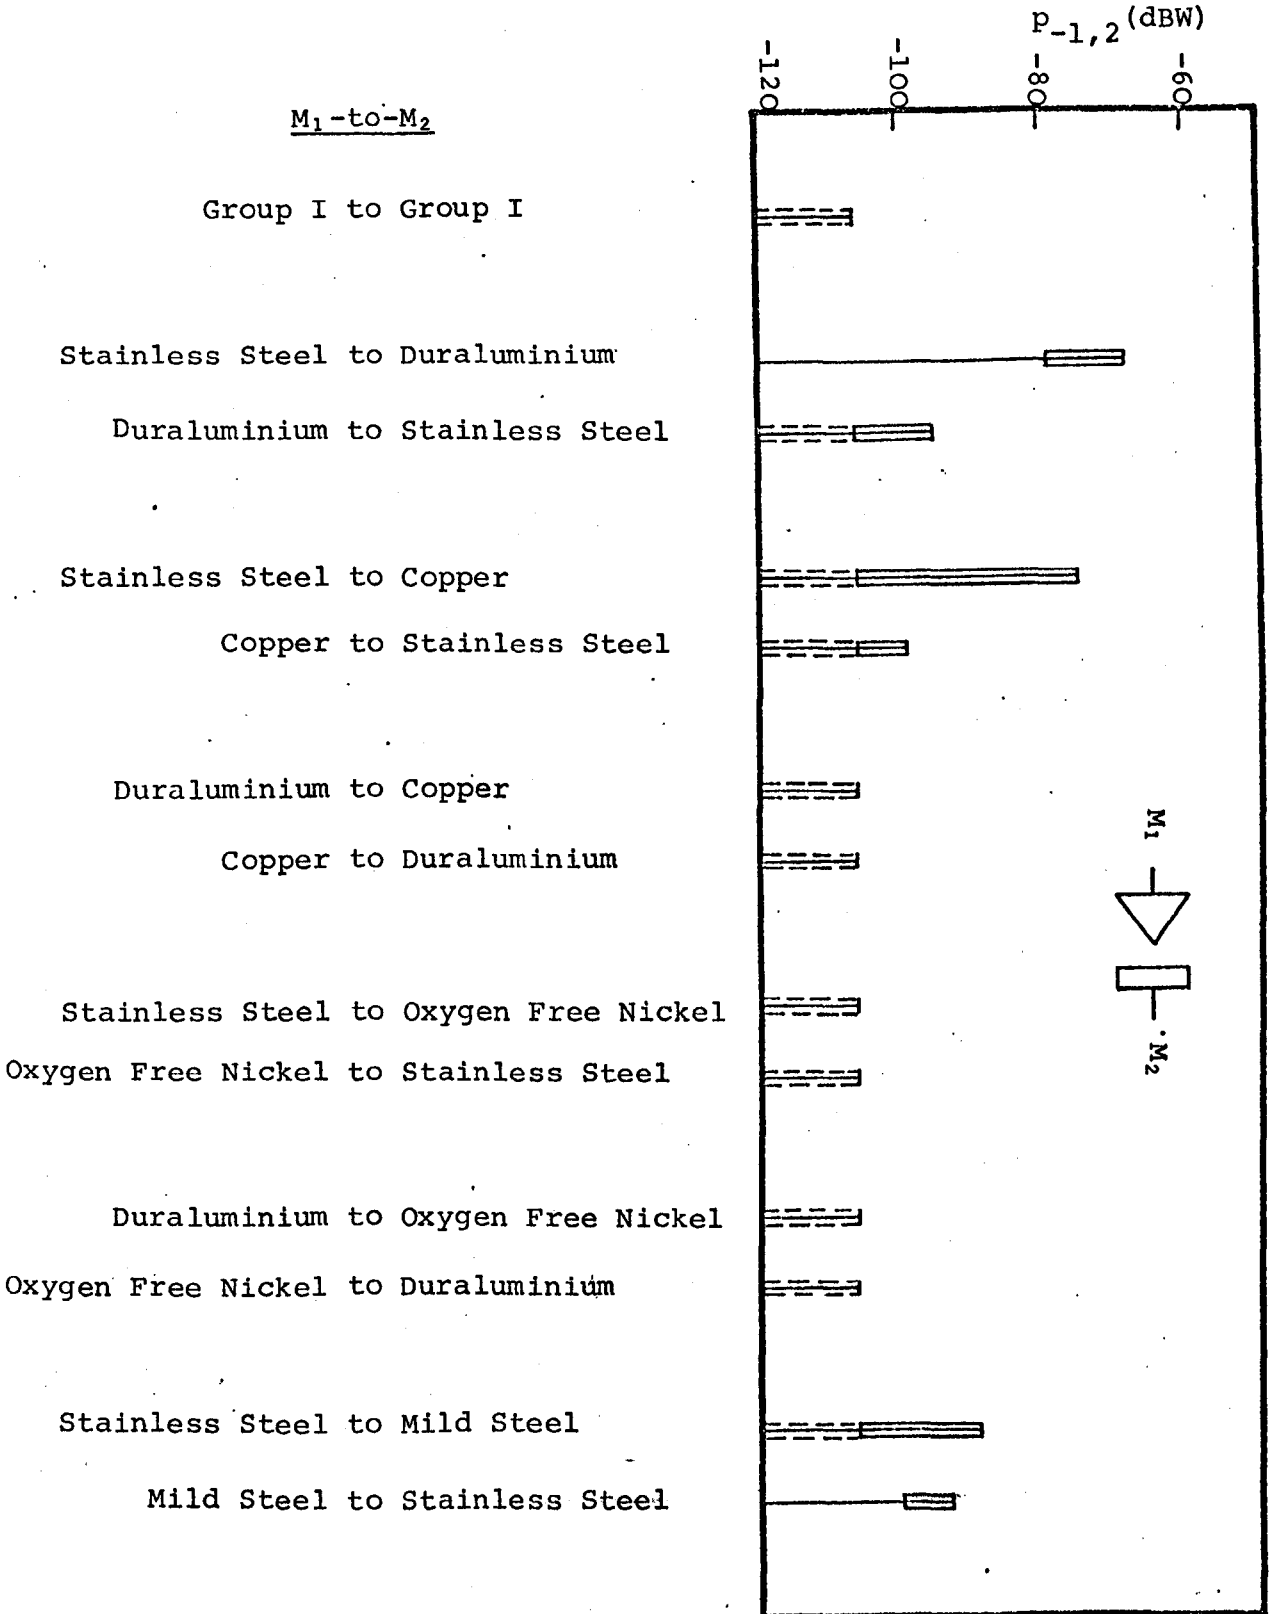 p-1,2 (dBW)
-120
-100
-80
-60
M₁-to-M₂
Group I to Group I
Stainless Steel to Duraluminium
Duraluminium to Stainless Steel
Stainless Steel to Copper
Copper to Stainless Steel
Duraluminium to Copper
Copper to Duraluminium
M₁
Stainless Steel to Oxygen Free Nickel
M₂
Oxygen Free Nickel to Stainless Steel
Duraluminium to Oxygen Free Nickel
Oxygen Free Nickel to Duraluminium
Stainless Steel to Mild Steel
Mild Steel to Stainless Steel